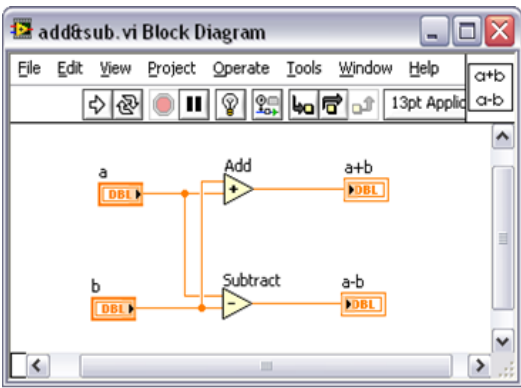 add&sub.vi Block Diagram
File Edit View Project Operate Tools Window Help
a+b
a-b
13pt Applic
a
DBL
Add
+
a+b
DBL
b
DBL
Subtract
-
a-b
DBL